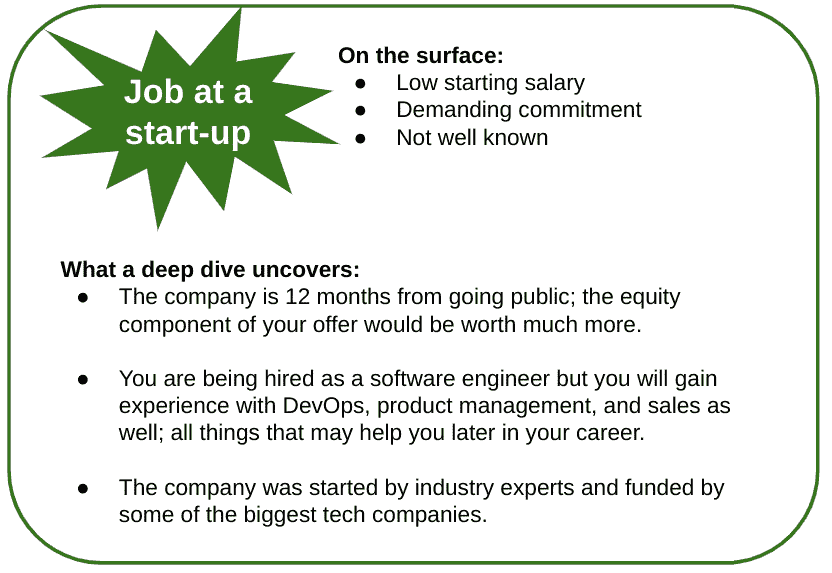 Job at a
start-up
On the surface:
● Low starting salary
● Demanding commitment
● Not well known
What a deep dive uncovers:
● The company is 12 months from going public; the equity
component of your offer would be worth much more.
● You are being hired as a software engineer but you will gain
experience with DevOps, product management, and sales as
well; all things that may help you later in your career.
● The company was started by industry experts and funded by
some of the biggest tech companies.